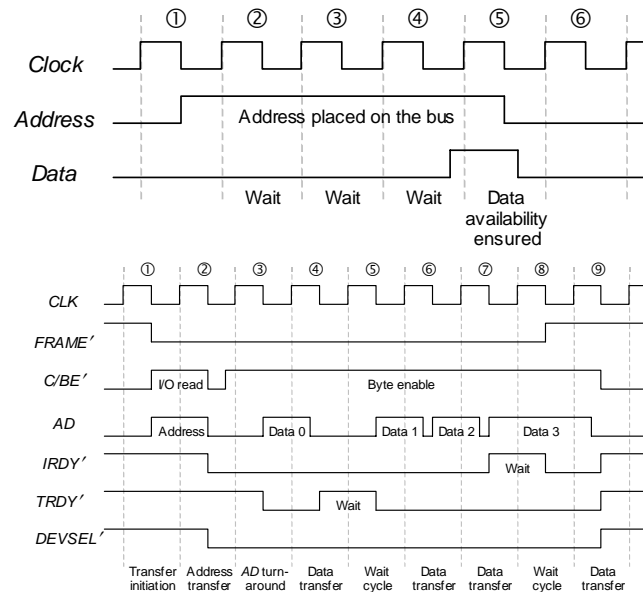 ① ② ③ ④ ⑤ ⑥
Clock
Address
Address placed on the bus
Data
Wait Wait Wait Data
availability
ensured
① ② ③ ④ ⑤ ⑥ ⑦ ⑧ ⑨
CLK
FRAME′
C/BE′ I/O read Byte enable
AD Address Data 0 Data 1 Data 2 Data 3
IRDY′ Wait
TRDY′ Wait
DEVSEL′
Transfer Address AD turn- Data Wait Data Data Wait Data
initiation transfer around transfer cycle transfer transfer cycle transfer